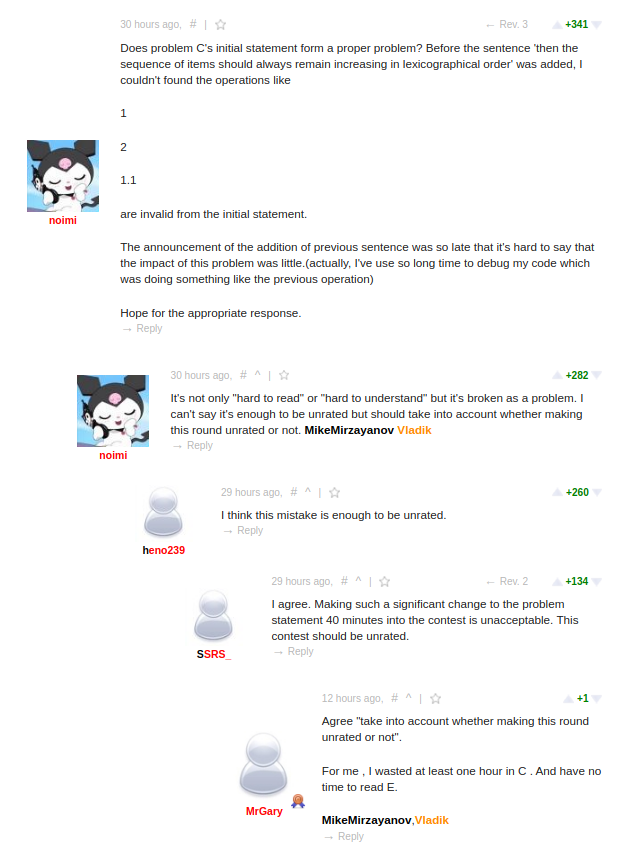 30 hours ago, # | ← Rev. 3 +341
Does problem C's initial statement form a proper problem? Before the sentence 'then the
sequence of items should always remain increasing in lexicographical order' was added, I
couldn't found the operations like
1
2
1.1
are invalid from the initial statement.
noimi
The announcement of the addition of previous sentence was so late that it's hard to say that
the impact of this problem was little.(actually, I've use so long time to debug my code which
was doing something like the previous operation)
Hope for the appropriate response.
→ Reply
30 hours ago, # ^ | +282
It's not only "hard to read" or "hard to understand" but it's broken as a problem. I
can't say it's enough to be unrated but should take into account whether making
this round unrated or not. MikeMirzayanov Vladik
→ Reply
noimi
29 hours ago, # ^ | +260
I think this mistake is enough to be unrated.
→ Reply
heno239
29 hours ago, # ^ | ← Rev. 2 +134
I agree. Making such a significant change to the problem
statement 40 minutes into the contest is unacceptable. This
contest should be unrated.
→ Reply
SSRS_
12 hours ago, # ^ | +1
Agree "take into account whether making this round
unrated or not".
For me , I wasted at least one hour in C . And have no
time to read E.
MrGary
MikeMirzayanov,Vladik
→ Reply